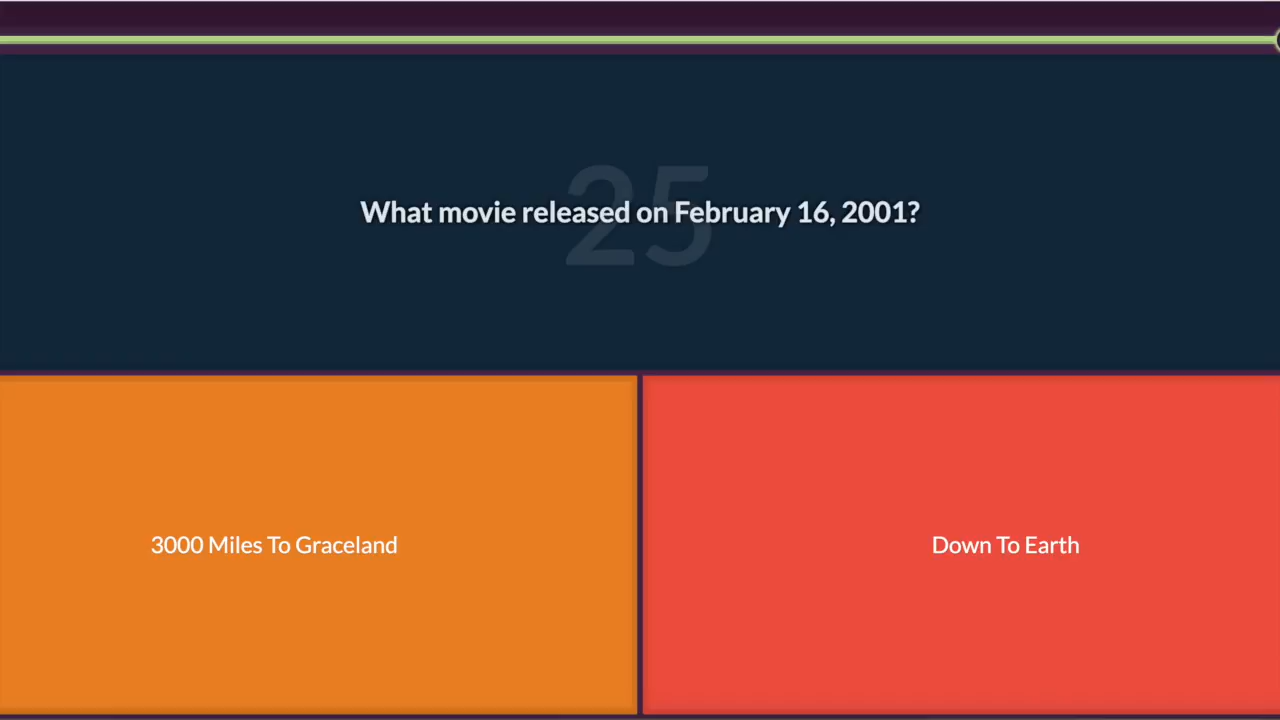 25
What movie released on February 16, 2001?
3000 Miles To Graceland
Down To Earth